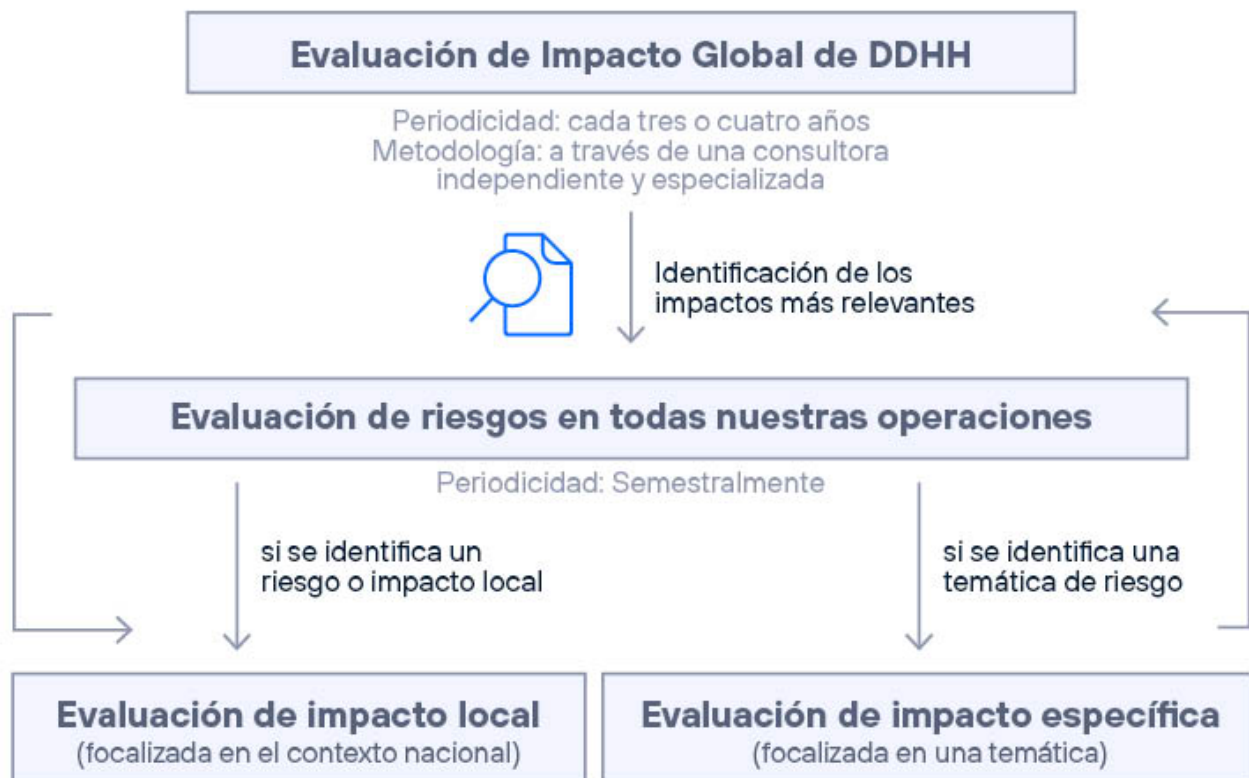 Evaluación de Impacto Global de DDHH
Periodicidad: cada tres o cuatro años
Metodología: a través de una consultora
independiente y especializada
Identificación de los
impactos más relevantes
Evaluación de riesgos en todas nuestras operaciones
Periodicidad: Semestralmente
si se identifica un
riesgo o impacto local
si se identifica una
temática de riesgo
Evaluación de impacto local
(focalizada en el contexto nacional)
Evaluación de impacto específica
(focalizada en una temática)